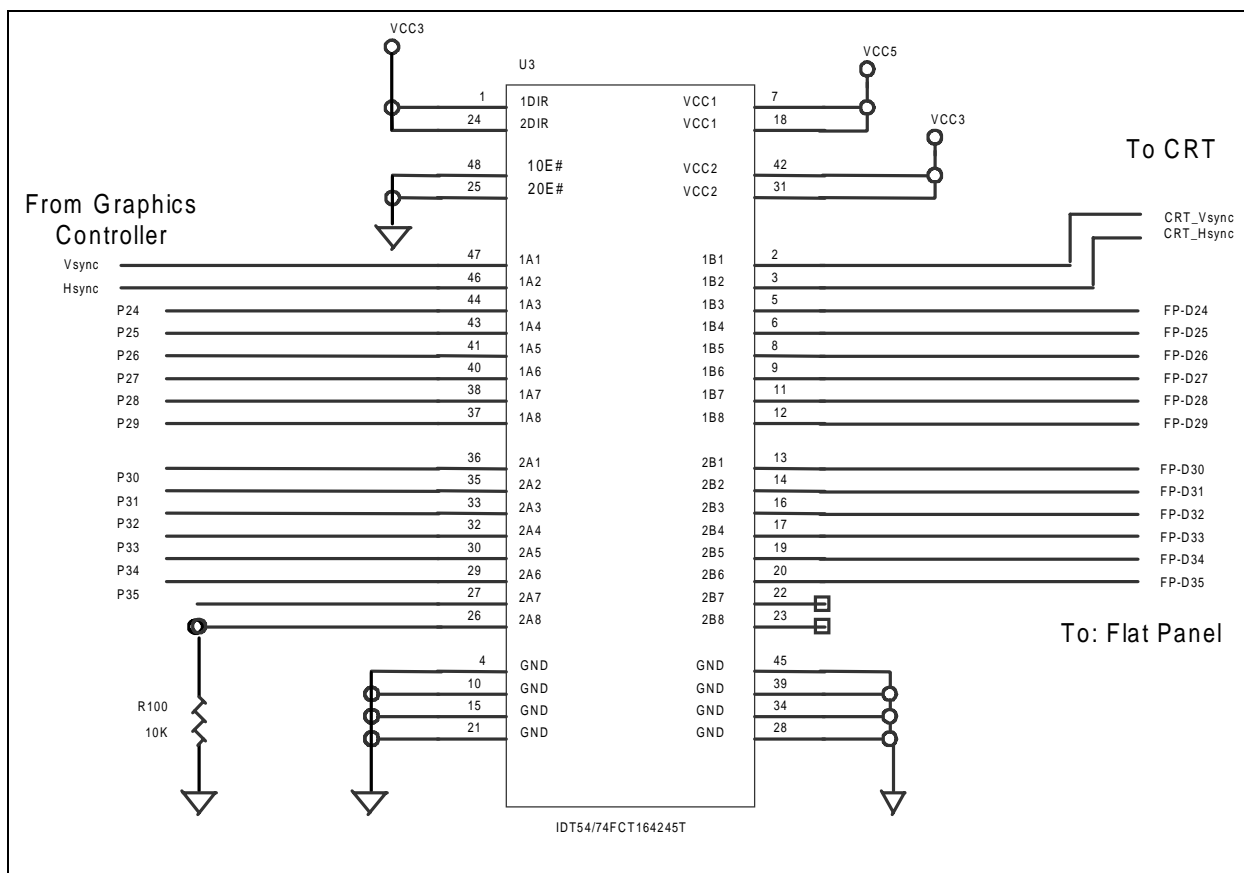 VCC3
VCC5
U3
1 1DIR VCC1 7
24 2DIR VCC1 18
VCC3
To CRT
48 10E# VCC2 42
25 20E# VCC2 31
From Graphics
Controller
CRT_Vsync
CRT_Hsync
Vsync 47 1A1 1B1 2
Hsync 46 1A2 1B2 3
P24 44 1A3 1B3 5 FP-D24
P25 43 1A4 1B4 6 FP-D25
P26 41 1A5 1B5 8 FP-D26
P27 40 1A6 1B6 9 FP-D27
P28 38 1A7 1B7 11 FP-D28
P29 37 1A8 1B8 12 FP-D29
P30 36 2A1 2B1 13 FP-D30
P31 35 2A2 2B2 14 FP-D31
P32 33 2A3 2B3 16 FP-D32
P33 32 2A4 2B4 17 FP-D33
P34 30 2A5 2B5 19 FP-D34
P35 29 2A6 2B6 20 FP-D35
27 2A7 2B7 22
26 2A8 2B8 23
To: Flat Panel
4 GND GND 45
10 GND GND 39
15 GND GND 34
21 GND GND 28
R100
10K
IDT54/74FCT164245T